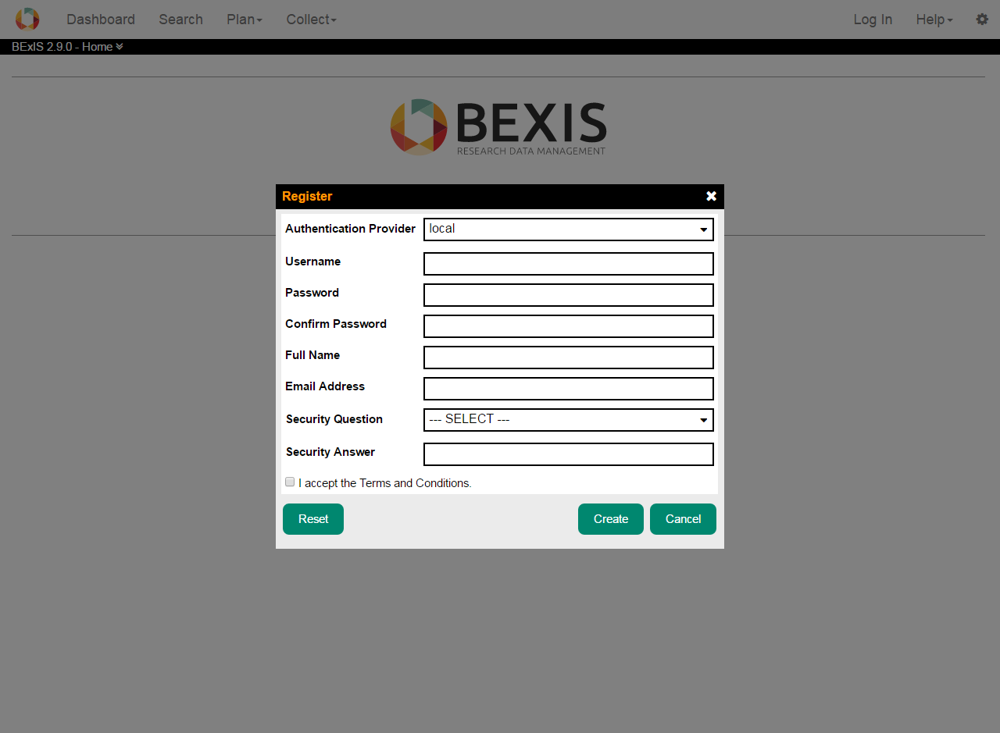 Dashboard Search Plan Collect Log In Help
BExIS 2.9.0 - Home
BEXIS
RESEARCH DATA MANAGEMENT
Register
Authentication Provider local
Username
Password
Confirm Password
Full Name
Email Address
Security Question --- SELECT ---
Security Answer
I accept the Terms and Conditions.
Reset Create Cancel